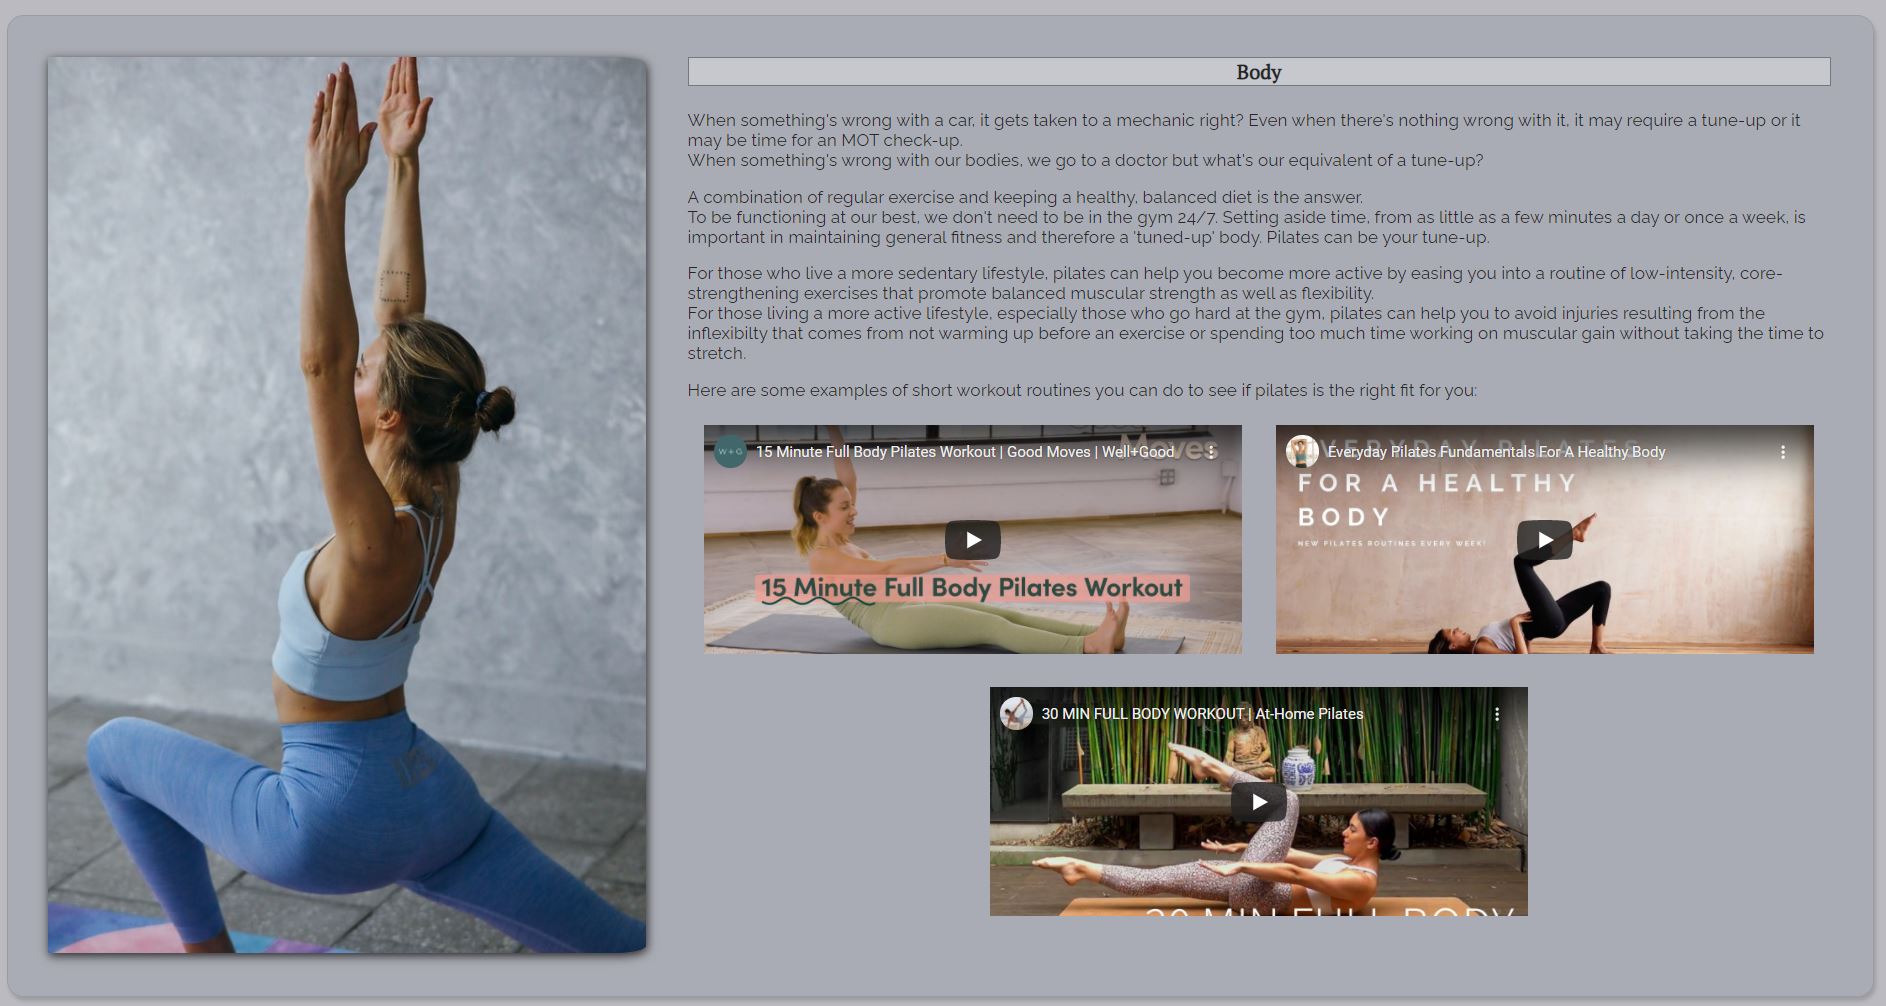 Body
When something's wrong with a car, it gets taken to a mechanic right? Even when there's nothing wrong with it, it may require a tune-up or it
may be time for an MOT check-up.
When something's wrong with our bodies, we go to a doctor but what's our equivalent of a tune-up?
A combination of regular exercise and keeping a healthy, balanced diet is the answer.
To be functioning at our best, we don't need to be in the gym 24/7. Setting aside time, from as little as a few minutes a day or once a week, is
important in maintaining general fitness and therefore a 'tuned-up' body. Pilates can be your tune-up.
For those who live a more sedentary lifestyle, pilates can help you become more active by easing you into a routine of low-intensity, core-
strengthening exercises that promote balanced muscular strength as well as flexibility.
For those living a more active lifestyle, especially those who go hard at the gym, pilates can help you to avoid injuries resulting from the
inflexibilty that comes from not warming up before an exercise or spending too much time working on muscular gain without taking the time to
stretch.
Here are some examples of short workout routines you can do to see if pilates is the right fit for you:
W+G
15 Minute Full Body Pilates Workout | Good Moves | Well+Good
Moves
15 Minute Full Body Pilates Workout
Everyday Pilates Fundamentals For A Healthy Body
EVERYDAY PILATES
FOR A HEALTHY
BODY
NEW PILATES ROUTINES EVERY WEEK!
30 MIN FULL BODY WORKOUT | At-Home Pilates
30 MIN FULL BODY